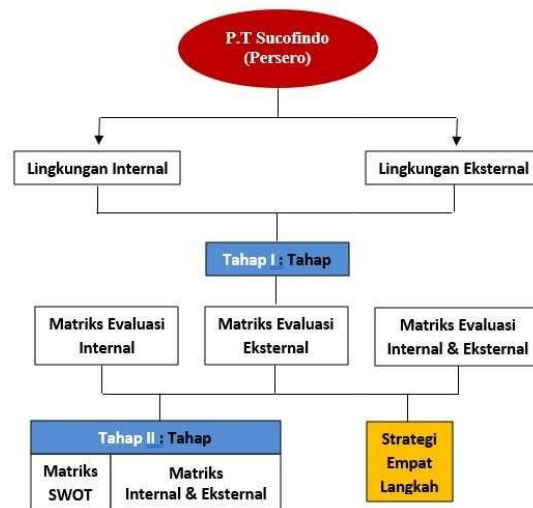 P.T Sucofindo
(Persero)
Lingkungan Internal
Lingkungan Eksternal
Tahap I : Tahap
Matriks Evaluasi
Internal
Matriks Evaluasi
Eksternal
Matriks Evaluasi
Internal & Eksternal
Tahap II : Tahap
Matriks
SWOT
Matriks
Internal & Eksternal
Strategi
Empat
Langkah